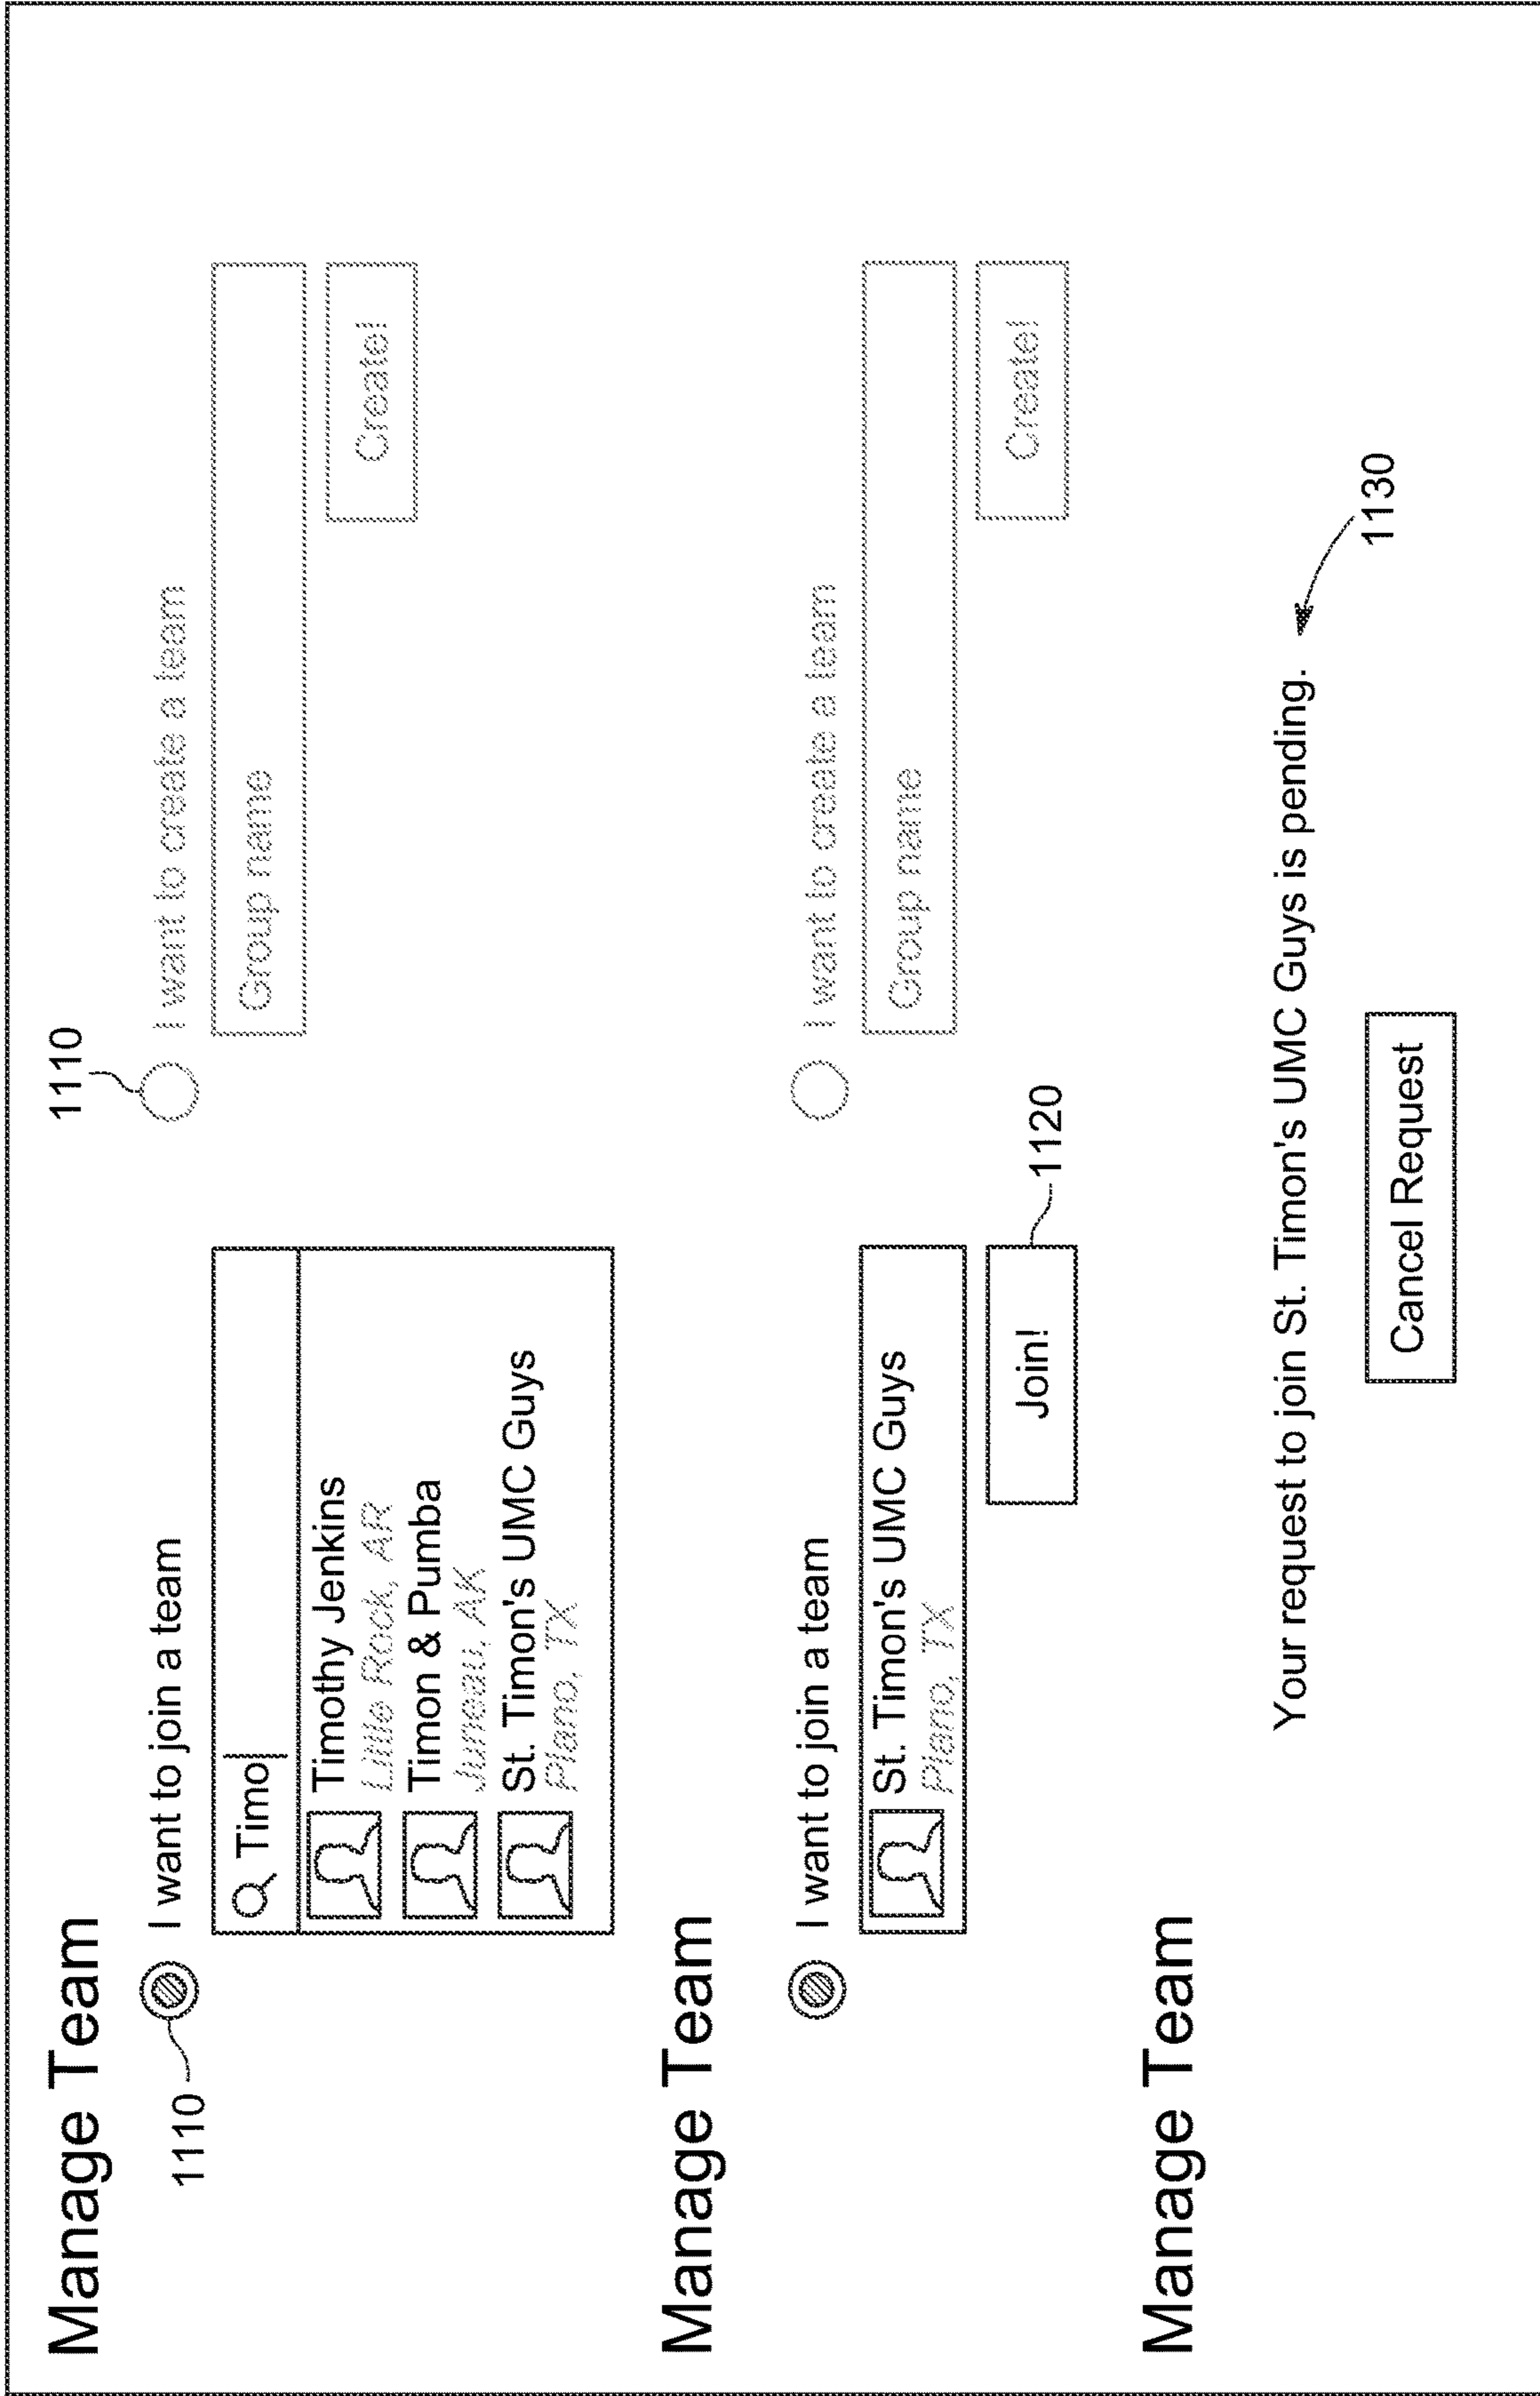 Manage Team
1110
1110
I want to join a team
I want to create a team
Timo
Group name
Timothy Jenkins
Little Rock, AR
Create!
Timon & Pumba
Juneau, AK
St. Timon's UMC Guys
Plano, TX
Manage Team
I want to join a team
I want to create a team
St. Timon's UMC Guys
Plano, TX
Group name
Join!
1120
Create!
Manage Team
Your request to join St. Timon's UMC Guys is pending.
1130
Cancel Request